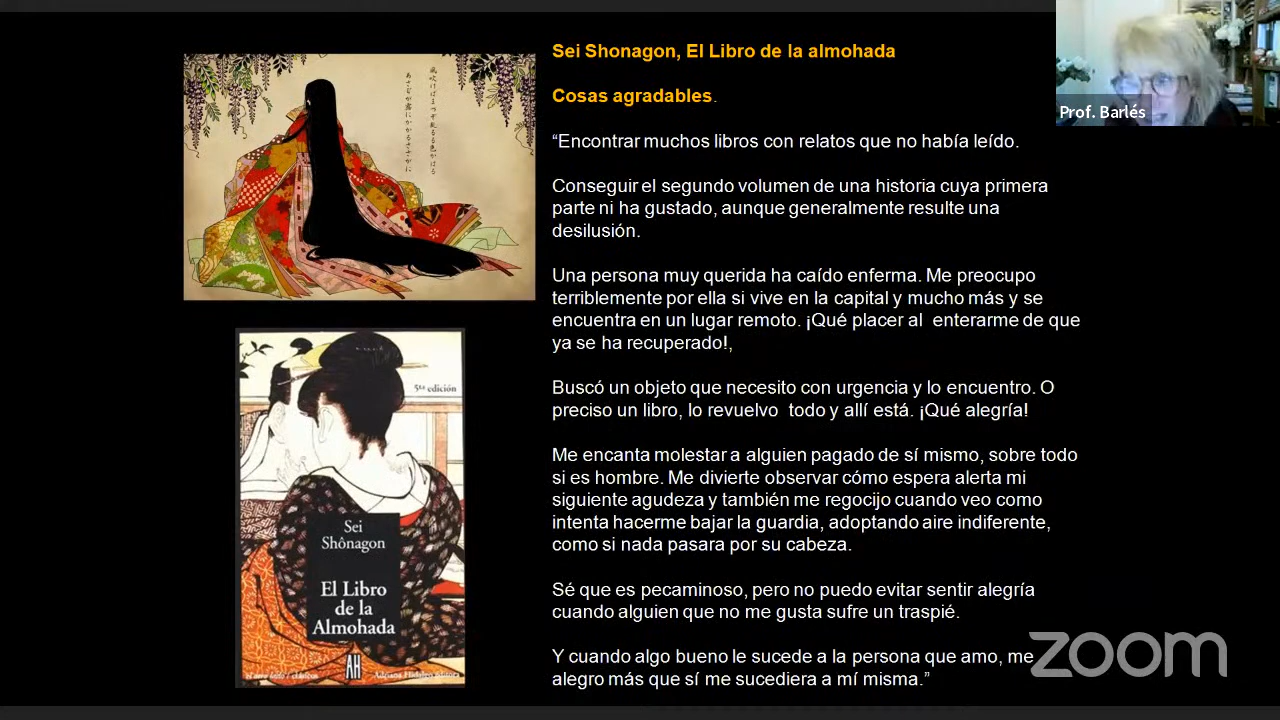 Sei Shonagon, El Libro de la almohada
Cosas agradables.
“Encontrar muchos libros con relatos que no había leído.
Conseguir el segundo volumen de una historia cuya primera
parte ni ha gustado, aunque generalmente resulte una
desilusión.
Una persona muy querida ha caído enferma. Me preocupo
terriblemente por ella si vive en la capital y mucho más y se
encuentra en un lugar remoto. ¡Qué placer al enterarme de que
ya se ha recuperado!,
Buscó un objeto que necesito con urgencia y lo encuentro. O
preciso un libro, lo revuelvo todo y allí está. ¡Qué alegría!
Me encanta molestar a alguien pagado de sí mismo, sobre todo
si es hombre. Me divierte observar cómo espera alerta mi
siguiente agudeza y también me regocijo cuando veo como
intenta hacerme bajar la guardia, adoptando aire indiferente,
como si nada pasara por su cabeza.
Sé que es pecaminoso, pero no puedo evitar sentir alegría
cuando alguien que no me gusta sufre un traspié.
Y cuando algo bueno le sucede a la persona que amo, me
alegro más que sí me sucediera a mí misma.”
5ta edición
Sei
Shônagon
El Libro
de la
Almohada
AH
Adriana Hidalgo editora
Prof. Barlés
zoom